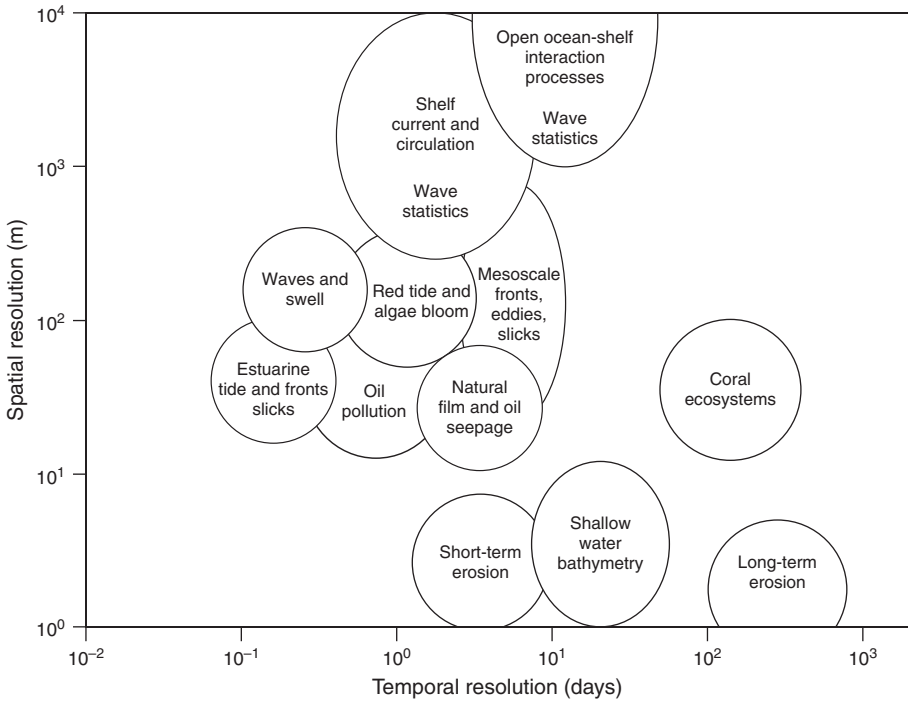 10⁴
Open ocean-shelf
interaction
processes
Wave
statistics
Shelf
current and
circulation
Wave
statistics
10³
Waves and
swell
Red tide and
algae bloom
Mesoscale
fronts,
eddies,
slicks
10²
Estuarine
tide and fronts
slicks
Oil
pollution
Natural
film and oil
seepage
Coral
ecosystems
10¹
Short-term
erosion
Shallow
water
bathymetry
Long-term
erosion
10⁰
Spatial resolution (m)
10⁻² 10⁻¹ 10⁰ 10¹ 10² 10³
Temporal resolution (days)